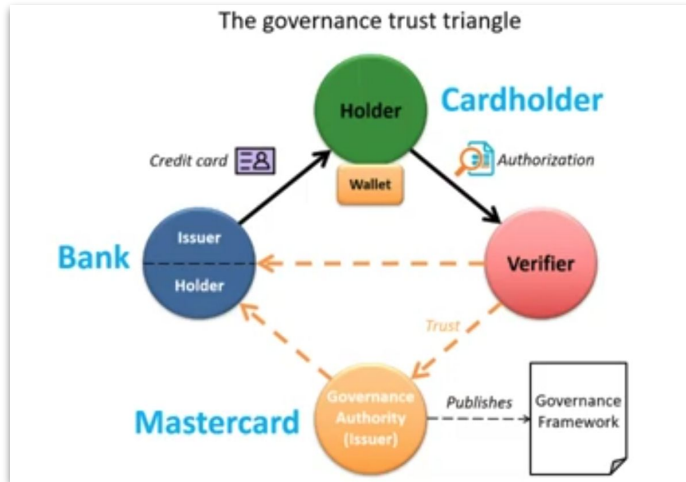 The governance trust triangle
Holder
Cardholder
Credit card
Authorization
Wallet
Issuer
Bank
Holder
Verifier
Trust
Governance
Authority
(Issuer)
Mastercard
Publishes
Governance
Framework